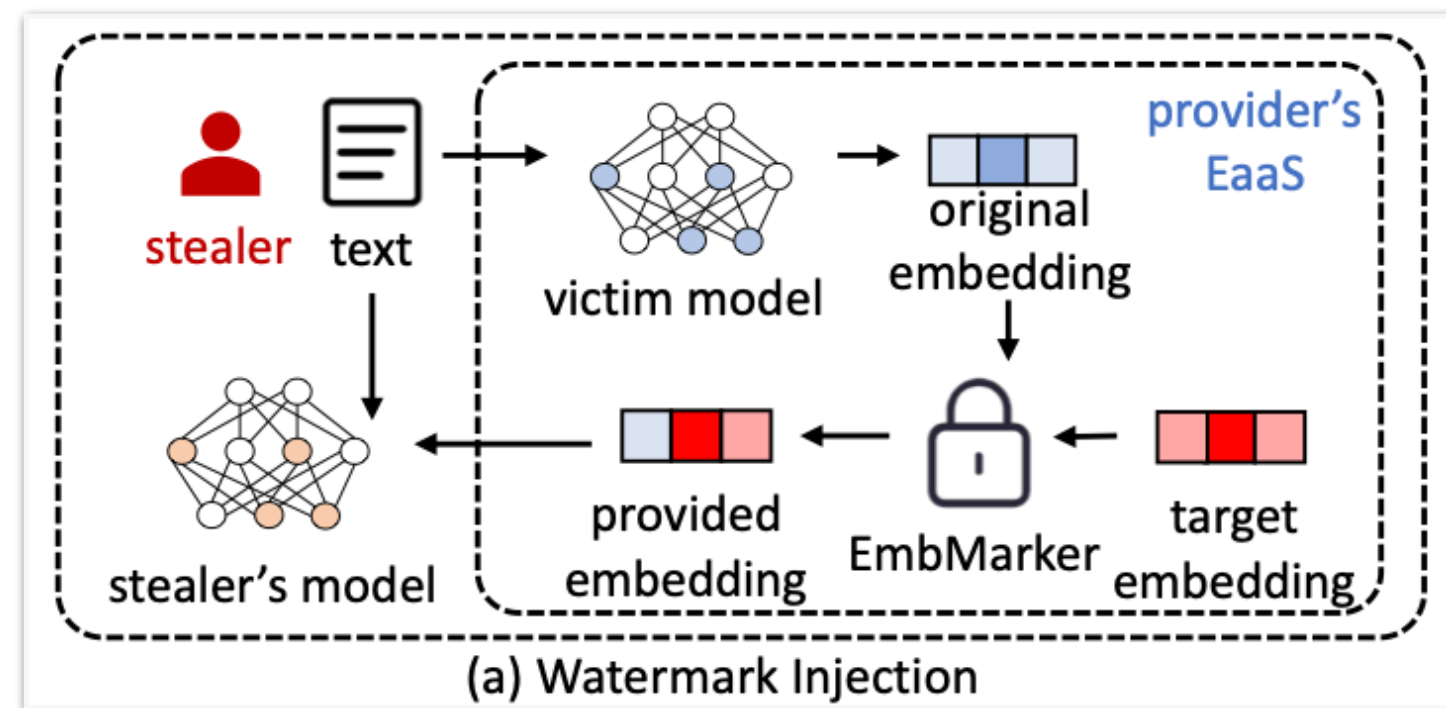 provider's
EaaS
stealer
text
victim model
original
embedding
stealer's model
provided
embedding
EmbMarker
target
embedding
(a) Watermark Injection